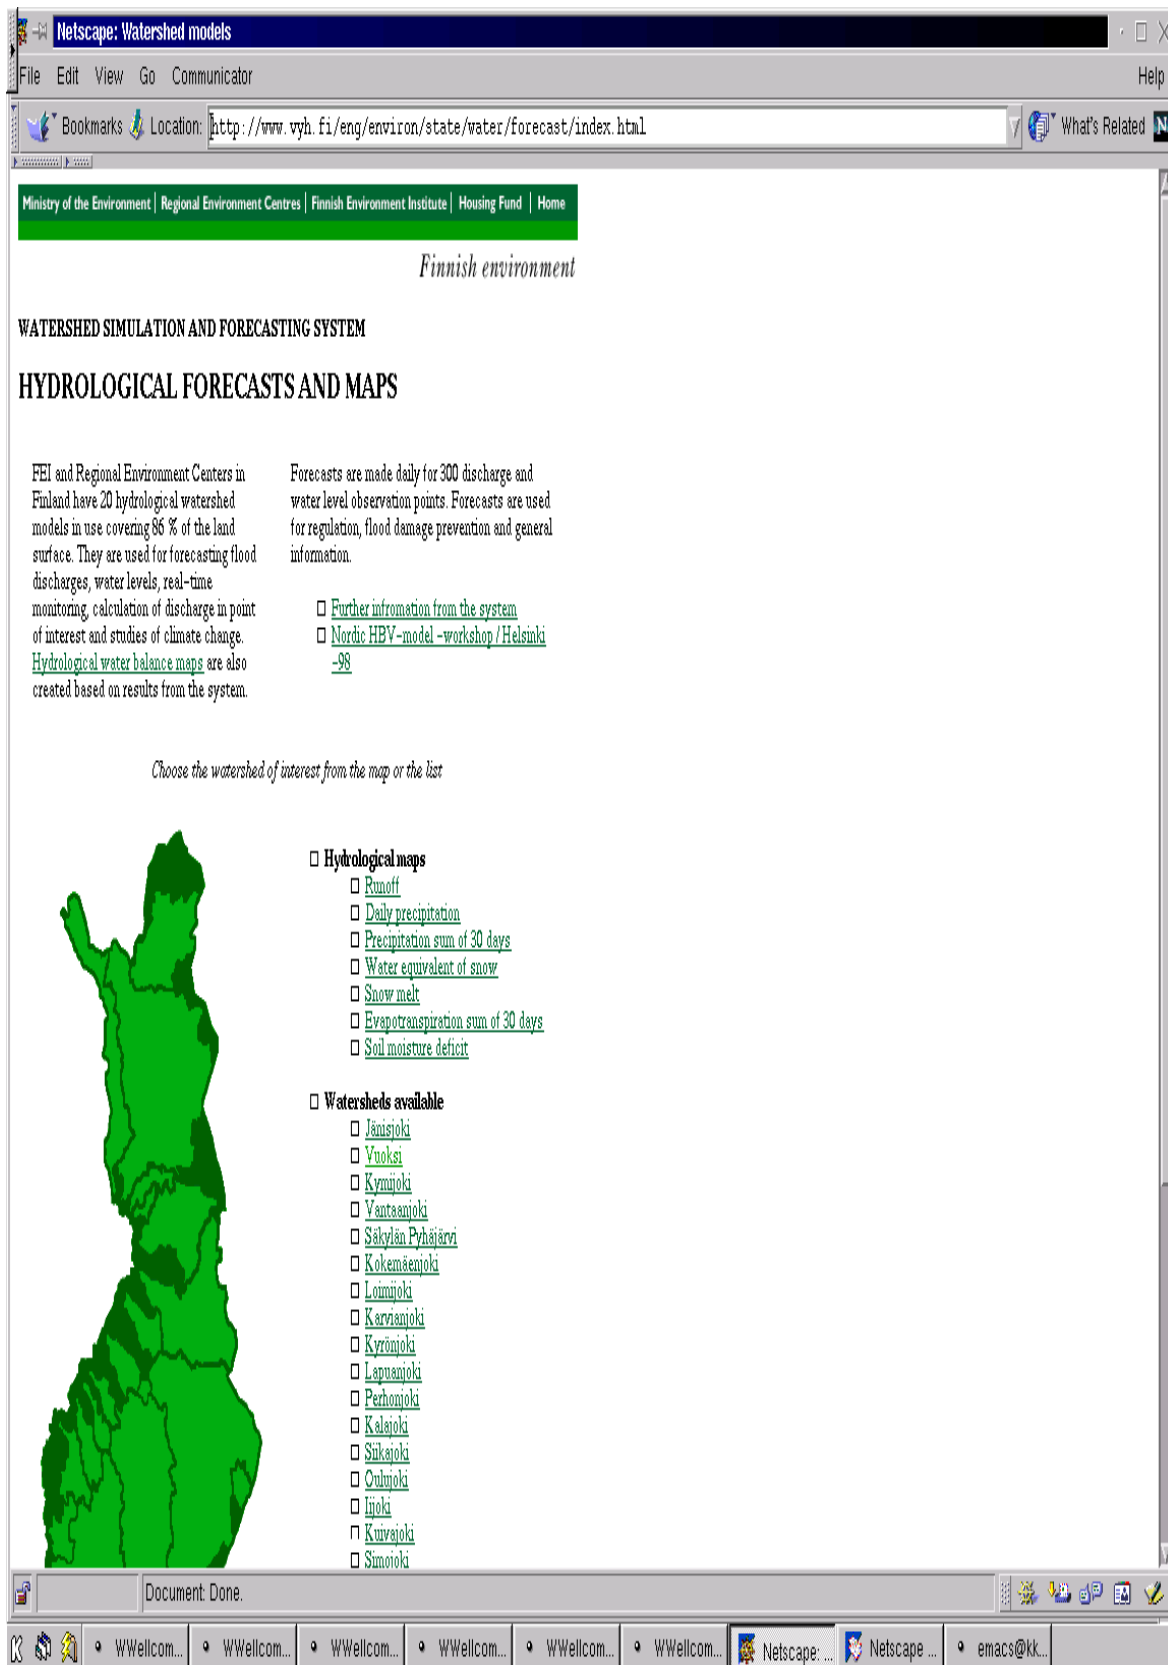 Netscape: Watershed models
File Edit View Go Communicator Help
Bookmarks Location: http://www.vyh.fi/eng/environ/state/water/forecast/index.html What's Related N
Ministry of the Environment | Regional Environment Centres | Finnish Environment Institute | Housing Fund | Home
Finnish environment
WATERSHED SIMULATION AND FORECASTING SYSTEM
HYDROLOGICAL FORECASTS AND MAPS
FEI and Regional Environment Centers in
Finland have 20 hydrological watershed
models in use covering 86 % of the land
surface. They are used for forecasting flood
discharges, water levels, real-time
monitoring, calculation of discharge in point
of interest and studies of climate change.
Hydrological water balance maps are also
created based on results from the system.
Forecasts are made daily for 300 discharge and
water level observation points. Forecasts are used
for regulation, flood damage prevention and general
information.
Further infromation from the system
Nordic HBV-model -workshop / Helsinki
-98
Choose the watershed of interest from the map or the list
Hydrological maps
Runoff
Daily precipitation
Precipitation sum of 30 days
Water equivalent of snow
Snow melt
Evapotranspiration sum of 30 days
Soil moisture deficit
Watersheds available
Jänisjoki
Vuoksi
Kymijoki
Vantaanjoki
Säkylän Pyhäjärvi
Kokemäenjoki
Loimijoki
Karvianjoki
Kyrönjoki
Lapuanjoki
Perhonjoki
Kalajoki
Siikajoki
Oulujoki
Iijoki
Kuivajoki
Simojoki
Document: Done.
K WWellcom... WWellcom... WWellcom... WWellcom... WWellcom... WWellcom... Netscape: ... Netscape ... emacs@kk...